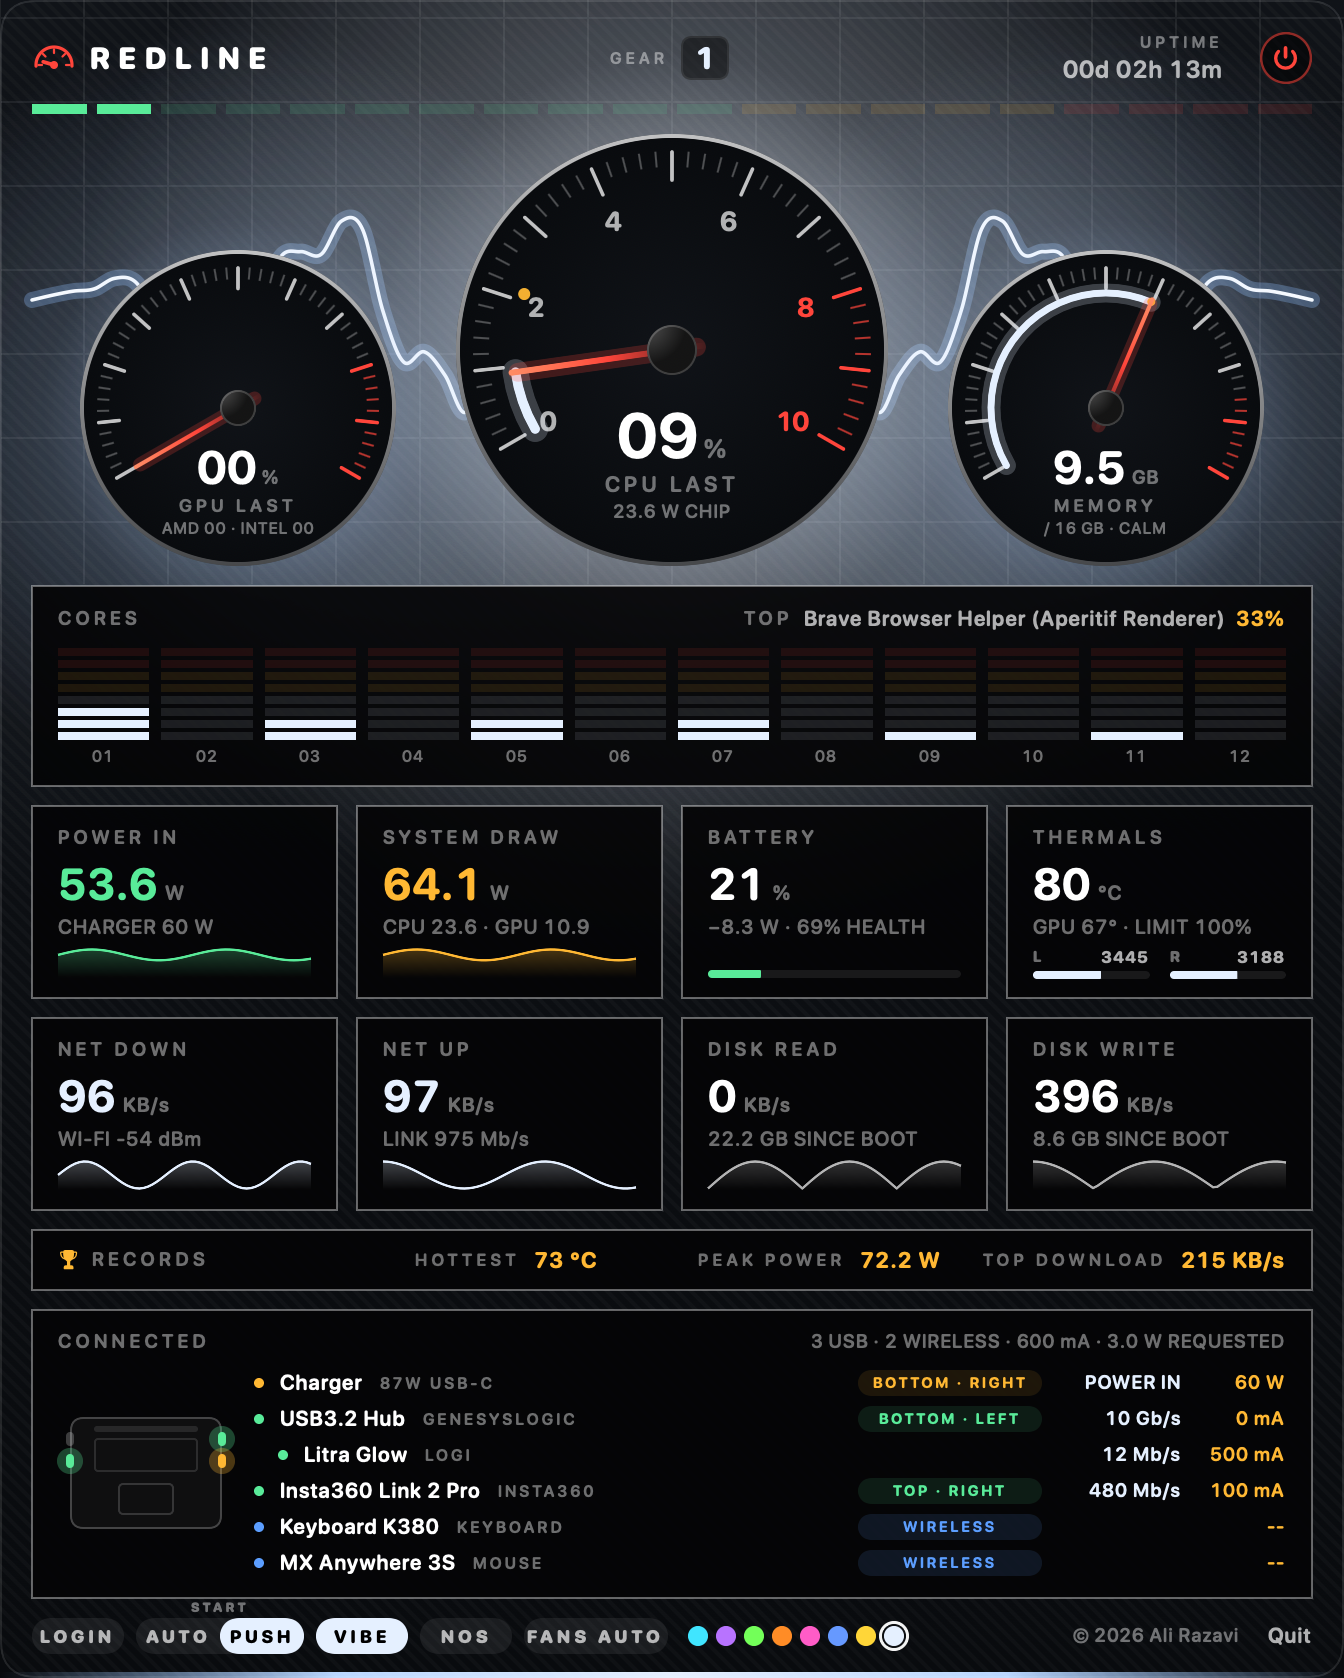 REDLINE
GEAR 1
UPTIME
00d 02h 13m
4 6
2 8
0 10
09 %
CPU LAST
23.6 W CHIP
00 %
GPU LAST
AMD 00 · INTEL 00
9.5 GB
MEMORY
/ 16 GB · CALM
CORES
TOP Brave Browser Helper (Aperitif Renderer) 33%
01 02 03 04 05 06 07 08 09 10 11 12
POWER IN
53.6 W
CHARGER 60 W
SYSTEM DRAW
64.1 W
CPU 23.6 · GPU 10.9
BATTERY
21 %
−8.3 W · 69% HEALTH
THERMALS
80 °C
GPU 67° · LIMIT 100%
L 3445 R 3188
NET DOWN
96 KB/s
WI-FI -54 dBm
NET UP
97 KB/s
LINK 975 Mb/s
DISK READ
0 KB/s
22.2 GB SINCE BOOT
DISK WRITE
396 KB/s
8.6 GB SINCE BOOT
RECORDS HOTTEST 73 °C PEAK POWER 72.2 W TOP DOWNLOAD 215 KB/s
CONNECTED 3 USB · 2 WIRELESS · 600 mA · 3.0 W REQUESTED
Charger 87W USB-C BOTTOM · RIGHT POWER IN 60 W
USB3.2 Hub GENESYSLOGIC BOTTOM · LEFT 10 Gb/s 0 mA
Litra Glow LOGI 12 Mb/s 500 mA
Insta360 Link 2 Pro INSTA360 TOP · RIGHT 480 Mb/s 100 mA
Keyboard K380 KEYBOARD WIRELESS --
MX Anywhere 3S MOUSE WIRELESS --
START
LOGIN AUTO PUSH VIBE NOS FANS AUTO © 2026 Ali Razavi Quit